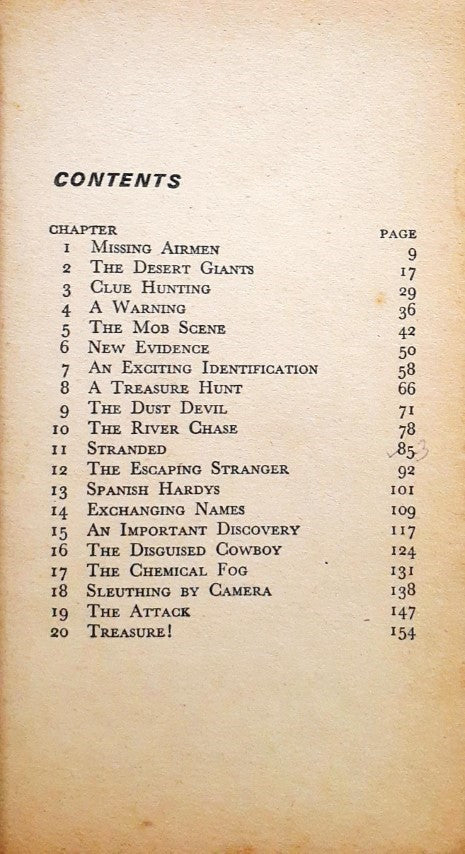 CONTENTS
CHAPTER PAGE
1 MISSING AIRMEN 9
2 THE DESERT GIANTS 17
3 CLUE HUNTING 29
4 A WARNING 36
5 THE MOB SCENE 42
6 NEW EVIDENCE 50
7 AN EXCITING IDENTIFICATION 58
8 A TREASURE HUNT 66
9 THE DUST DEVIL 71
10 THE RIVER CHASE 78
11 STRANDED 85 3
12 THE ESCAPING STRANGER 92
13 SPANISH HARDYS 101
14 EXCHANGING NAMES 109
15 AN IMPORTANT DISCOVERY 117
16 THE DISGUISED COWBOY 124
17 THE CHEMICAL FOG 131
18 SLEUTHING BY CAMERA 138
19 THE ATTACK 147
20 TREASURE! 154